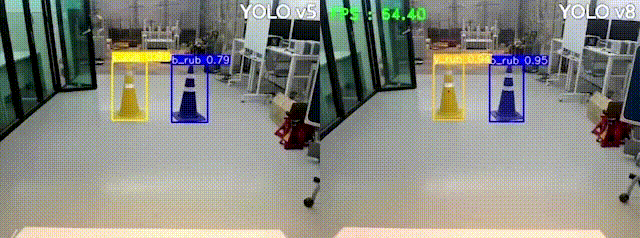 YOLO v5
b_rub 0.79
FPS : 54.40
YOLO v8
b_rub 0.95